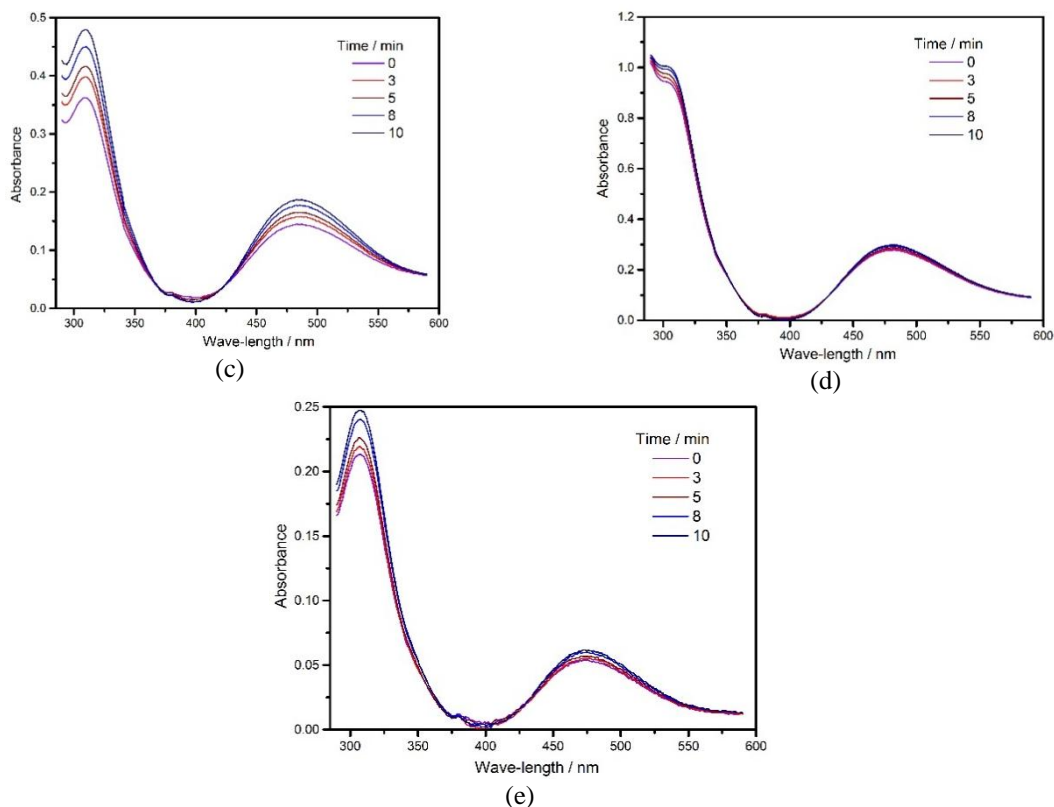 0.5
0.4
0.3
0.2
0.1
0.0
Absorbance
Time / min
0
3
5
8
10
300 350 400 450 500 550 600
Wave-length / nm
(c)
1.2
1.0
0.8
0.6
0.4
0.2
0.0
Absorbance
Time / min
0
3
5
8
10
300 350 400 450 500 550 600
Wave-length / nm
(d)
0.25
0.20
0.15
0.10
0.05
0.00
Absorbance
Time / min
0
3
5
8
10
300 350 400 450 500 550 600
Wave-length / nm
(e)